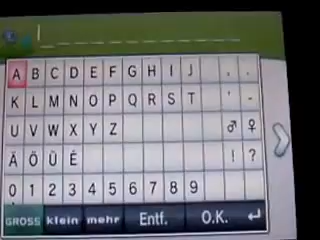 A B C D E F G H I J , .
K L M N O P Q R S T ' -
U V W X Y Z ♂ ♀
Ä Ö Ü É ! ?
0 1 2 3 4 5 6 7 8 9
GROSS klein mehr Entf. O.K. ↵